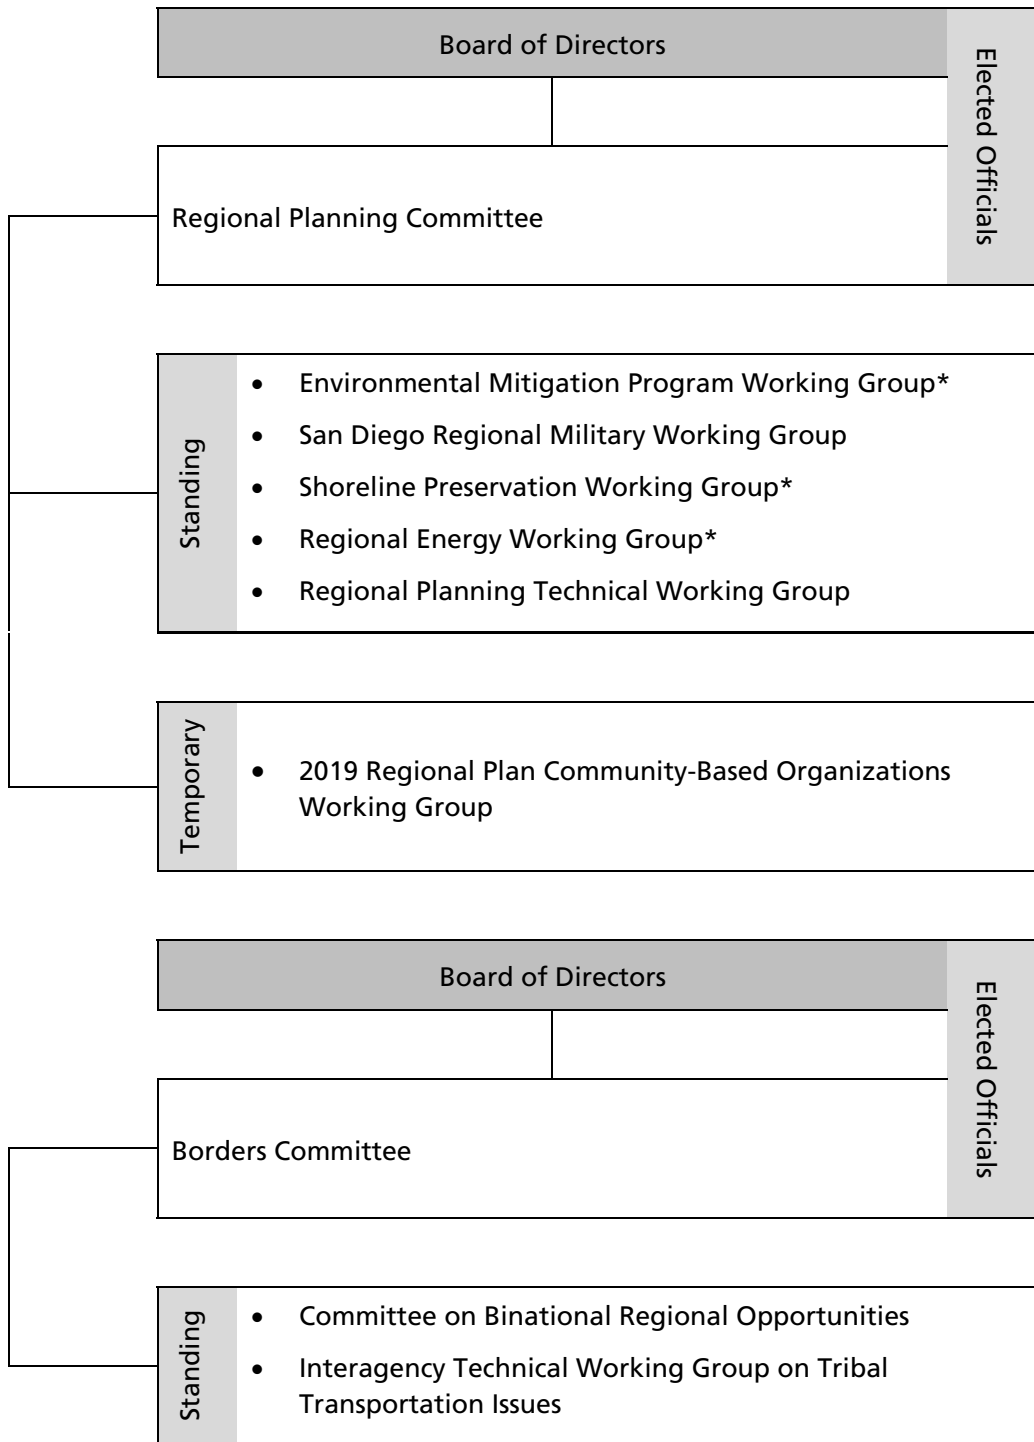 Board of Directors
Elected Officials
Regional Planning Committee
Standing
• Environmental Mitigation Program Working Group*
• San Diego Regional Military Working Group
• Shoreline Preservation Working Group*
• Regional Energy Working Group*
• Regional Planning Technical Working Group
Temporary
• 2019 Regional Plan Community-Based Organizations
Working Group
Board of Directors
Elected Officials
Borders Committee
Standing
• Committee on Binational Regional Opportunities
• Interagency Technical Working Group on Tribal
Transportation Issues